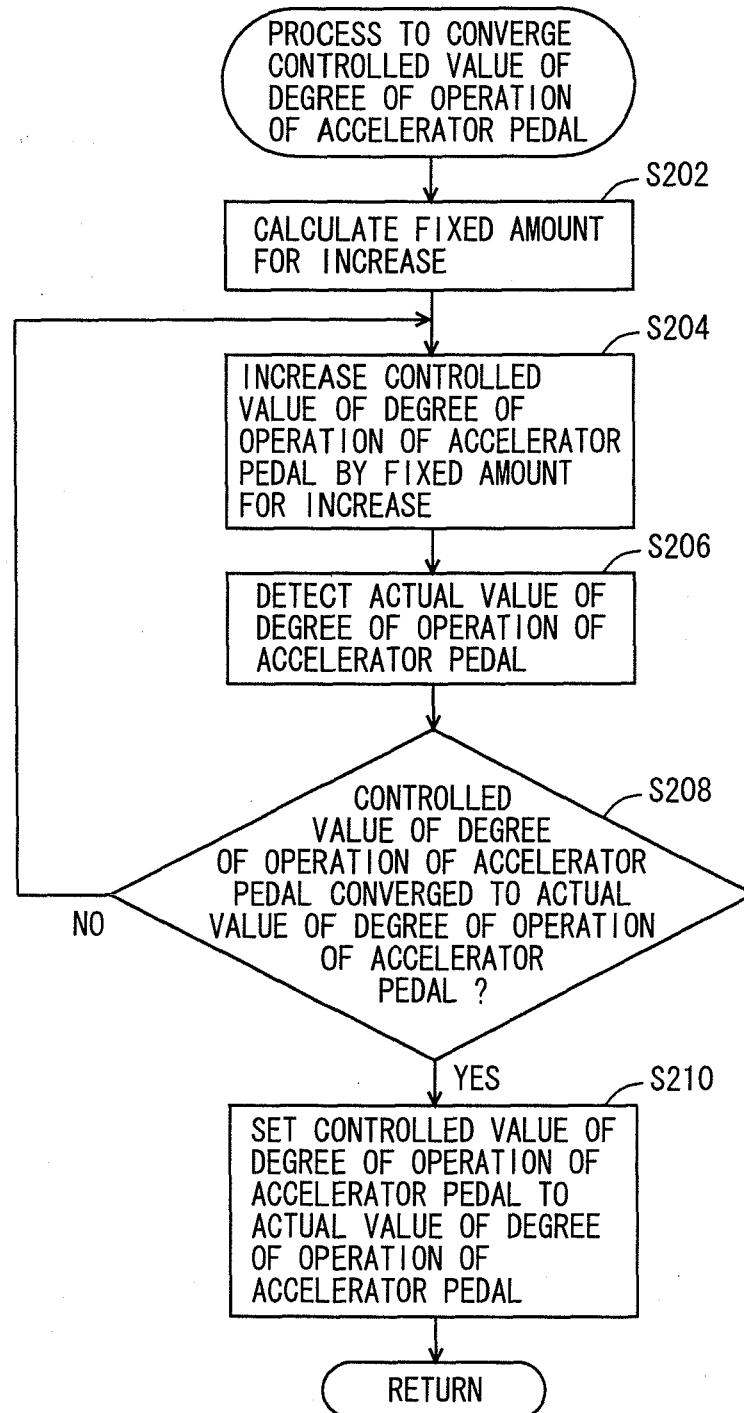 PROCESS TO CONVERGE
CONTROLLED VALUE OF
DEGREE OF OPERATION
OF ACCELERATOR PEDAL
S202
CALCULATE FIXED AMOUNT
FOR INCREASE
S204
INCREASE CONTROLLED
VALUE OF DEGREE OF
OPERATION OF ACCELERATOR
PEDAL BY FIXED AMOUNT
FOR INCREASE
S206
DETECT ACTUAL VALUE OF
DEGREE OF OPERATION OF
ACCELERATOR PEDAL
S208
CONTROLLED
VALUE OF DEGREE
OF OPERATION OF ACCELERATOR
PEDAL CONVERGED TO ACTUAL
VALUE OF DEGREE OF OPERATION
OF ACCELERATOR
PEDAL ?
NO
YES
S210
SET CONTROLLED VALUE OF
DEGREE OF OPERATION OF
ACCELERATOR PEDAL TO
ACTUAL VALUE OF DEGREE
OF OPERATION OF
ACCELERATOR PEDAL
RETURN